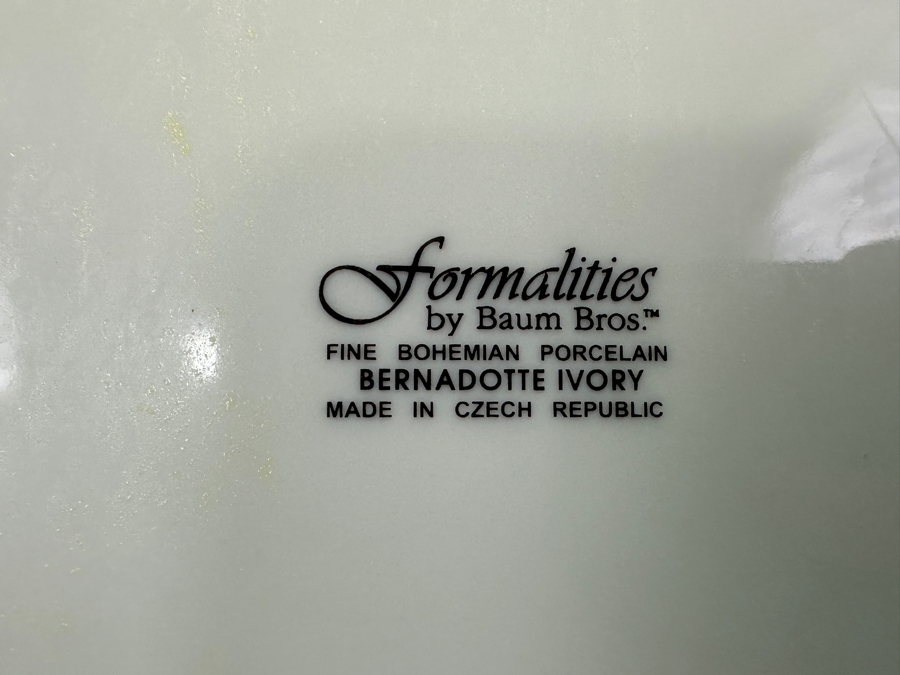 Formalities
by Baum Bros.™
FINE BOHEMIAN PORCELAIN
BERNADOTTE IVORY
MADE IN CZECH REPUBLIC